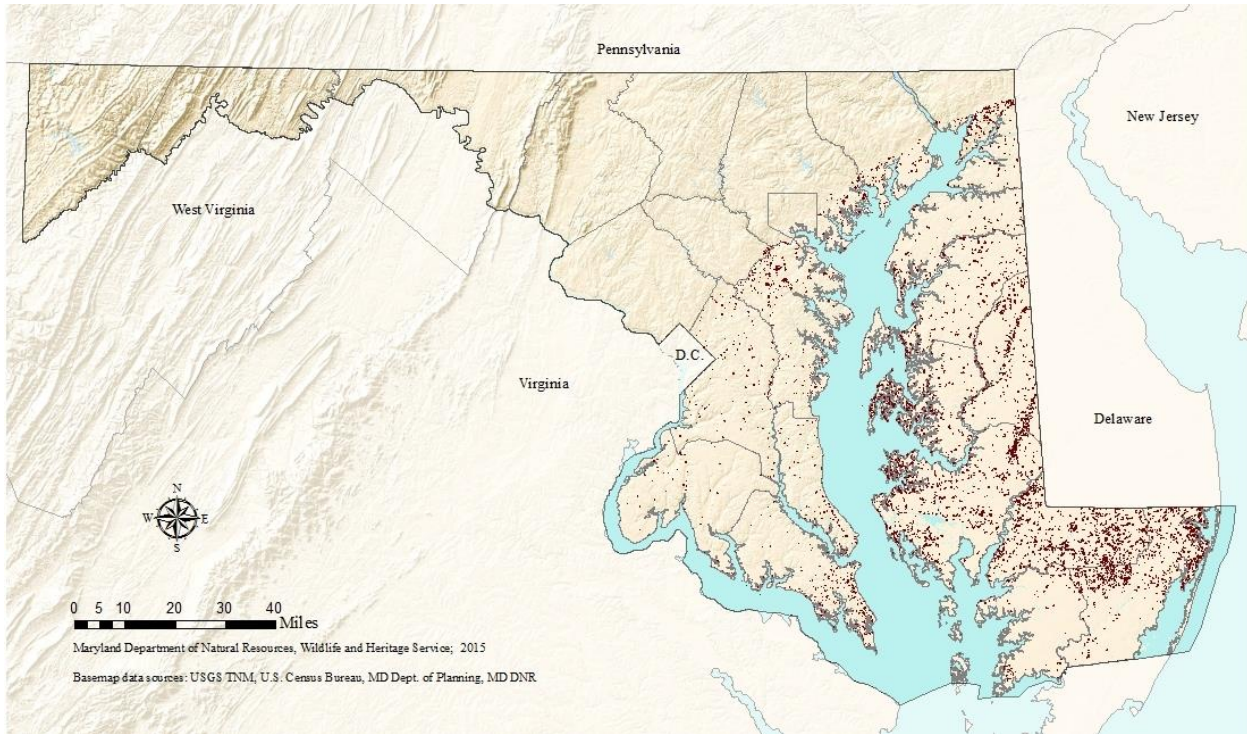 Pennsylvania
New Jersey
West Virginia
D.C.
Virginia
Delaware
N
W E
S
0 5 10 20 30 40
Miles
Maryland Department of Natural Resources, Wildlife and Heritage Service; 2015
Basemap data sources: USGS TNM, U.S. Census Bureau, MD Dept. of Planning, MD DNR